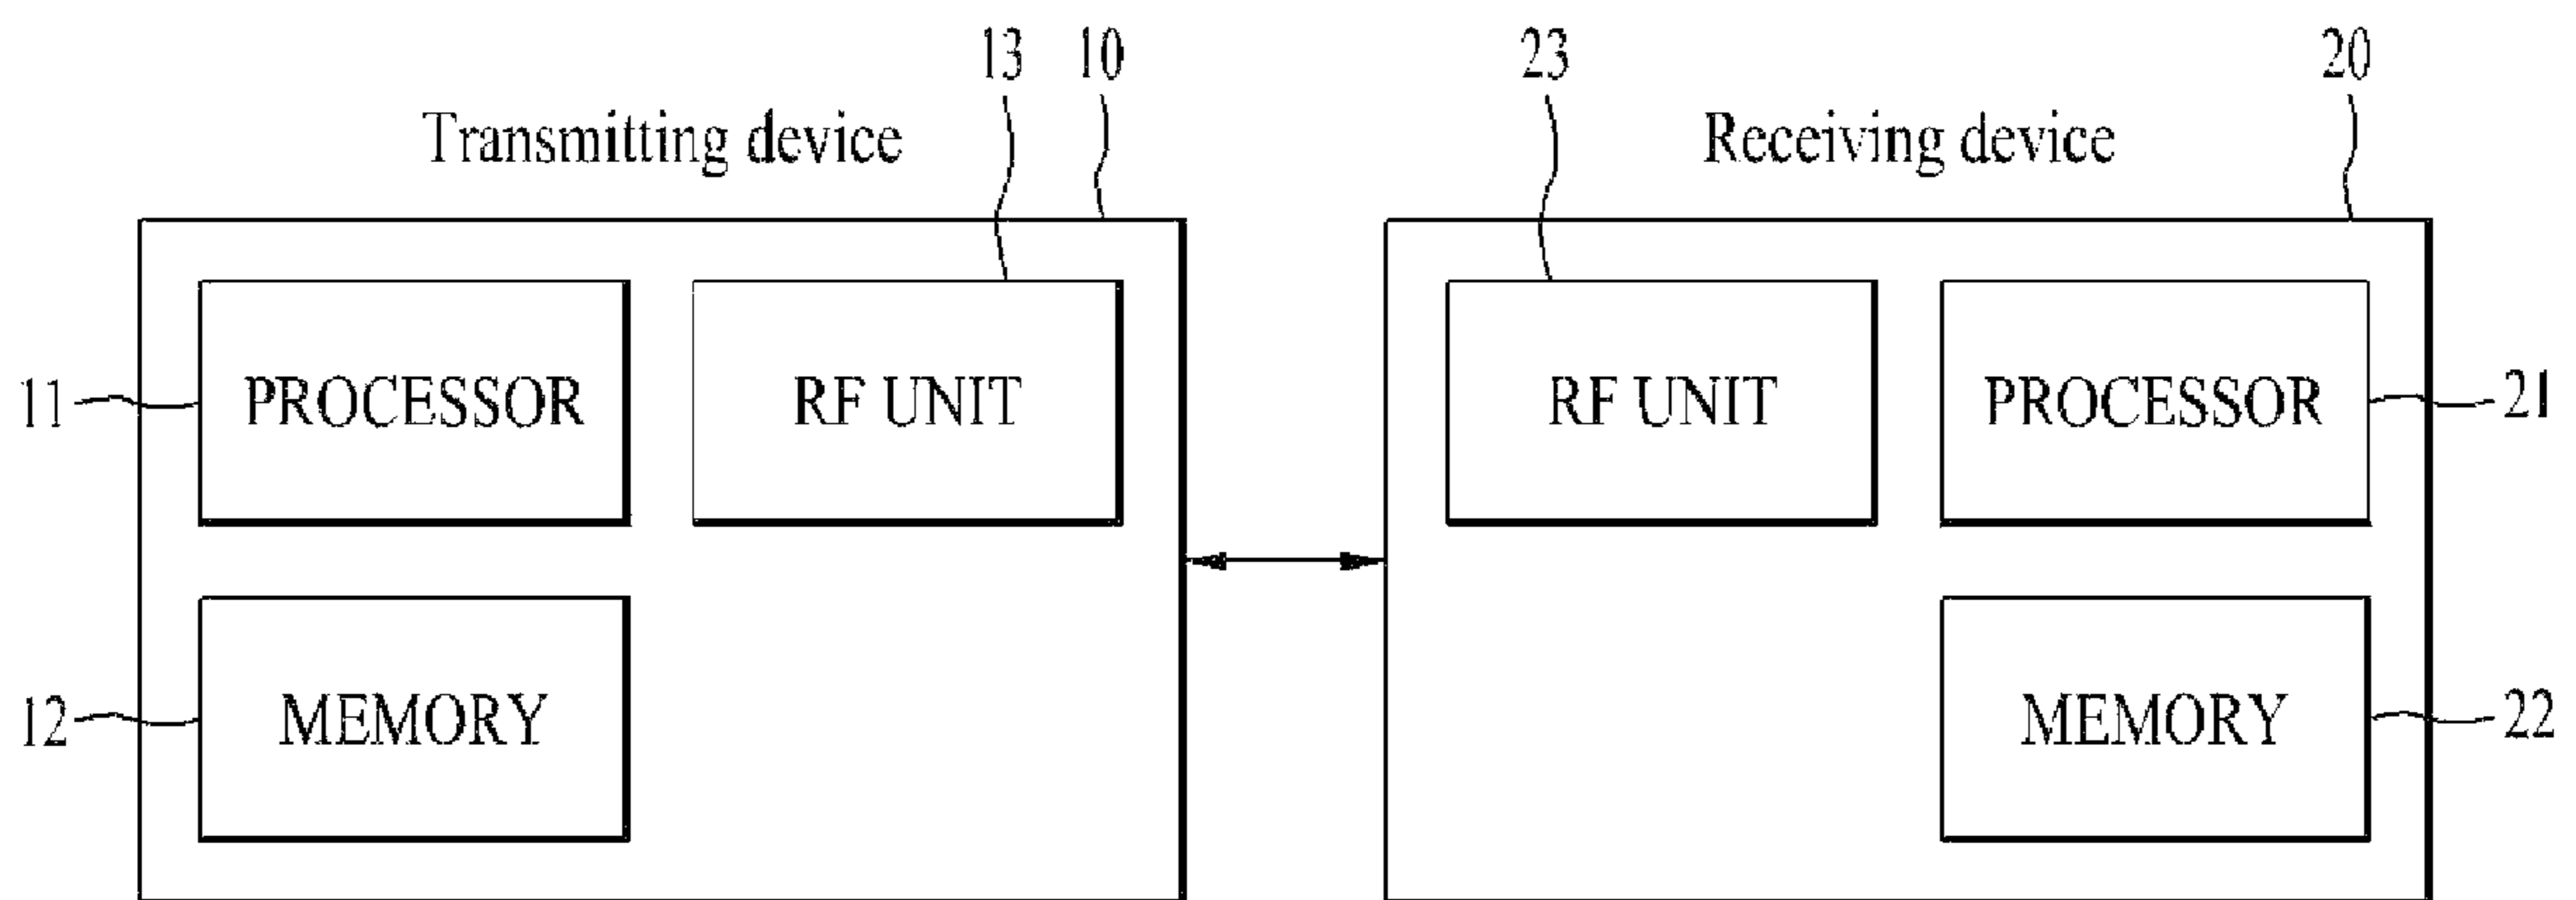 13 10 23 20
Transmitting device Receiving device
11 PROCESSOR RF UNIT RF UNIT PROCESSOR 21
12 MEMORY MEMORY 22